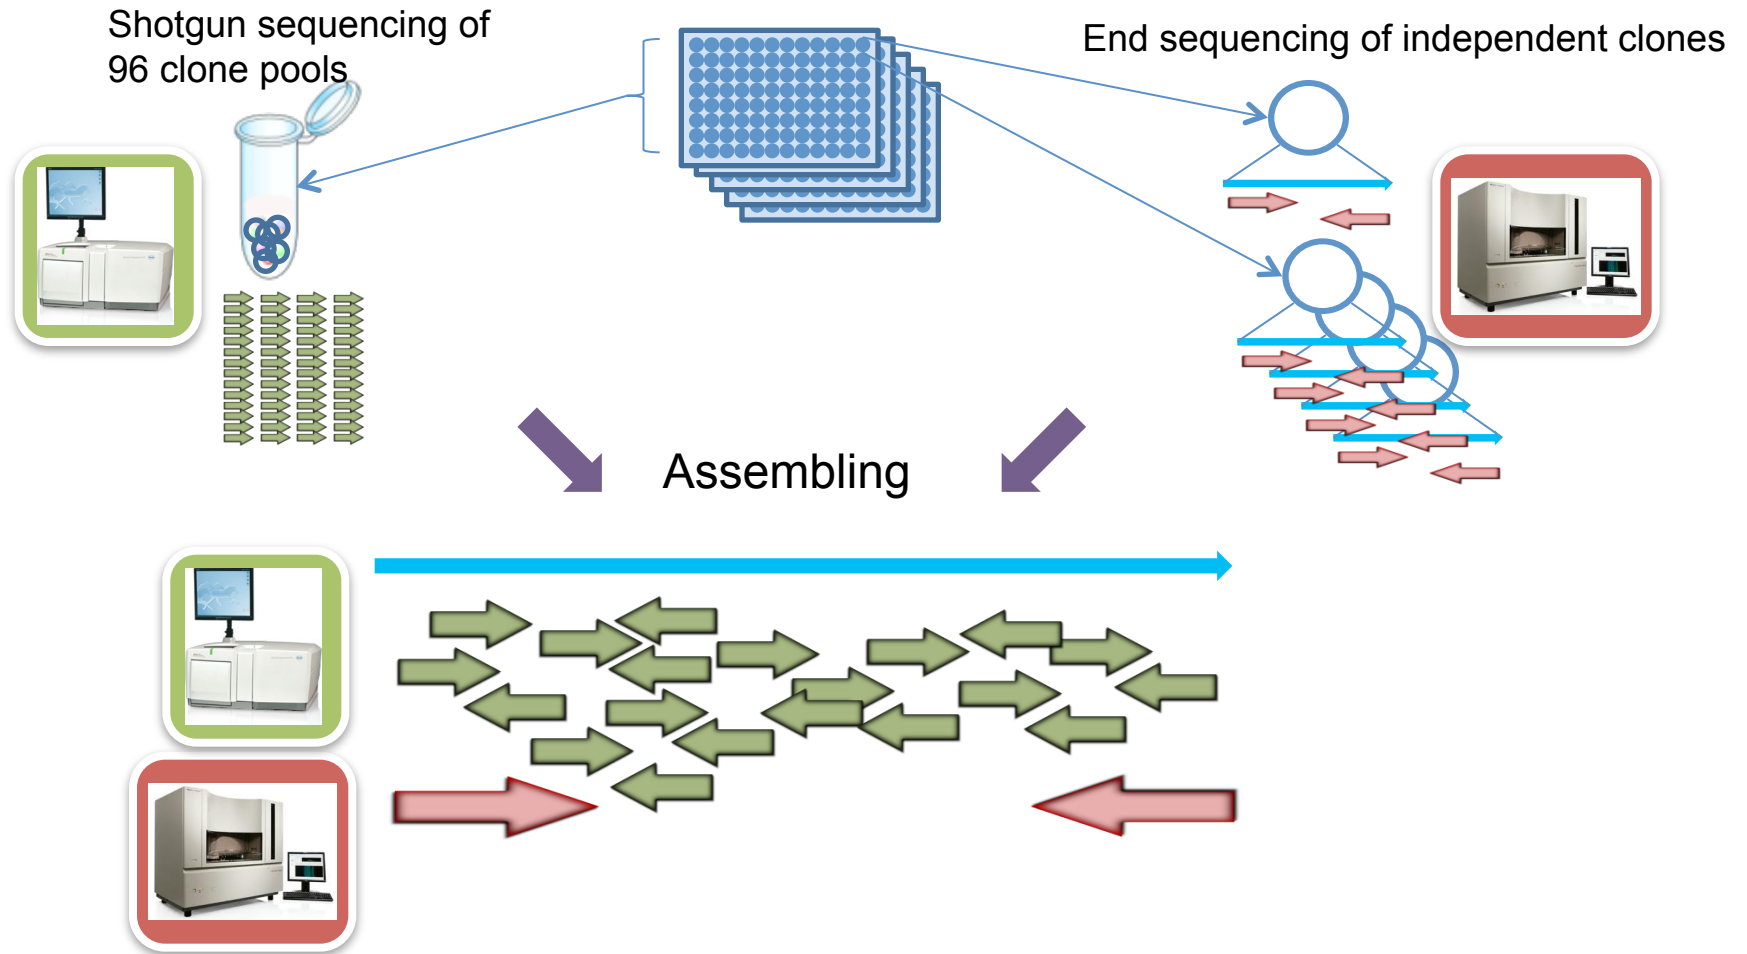 Shotgun sequencing of
96 clone pools
End sequencing of independent clones
Assembling